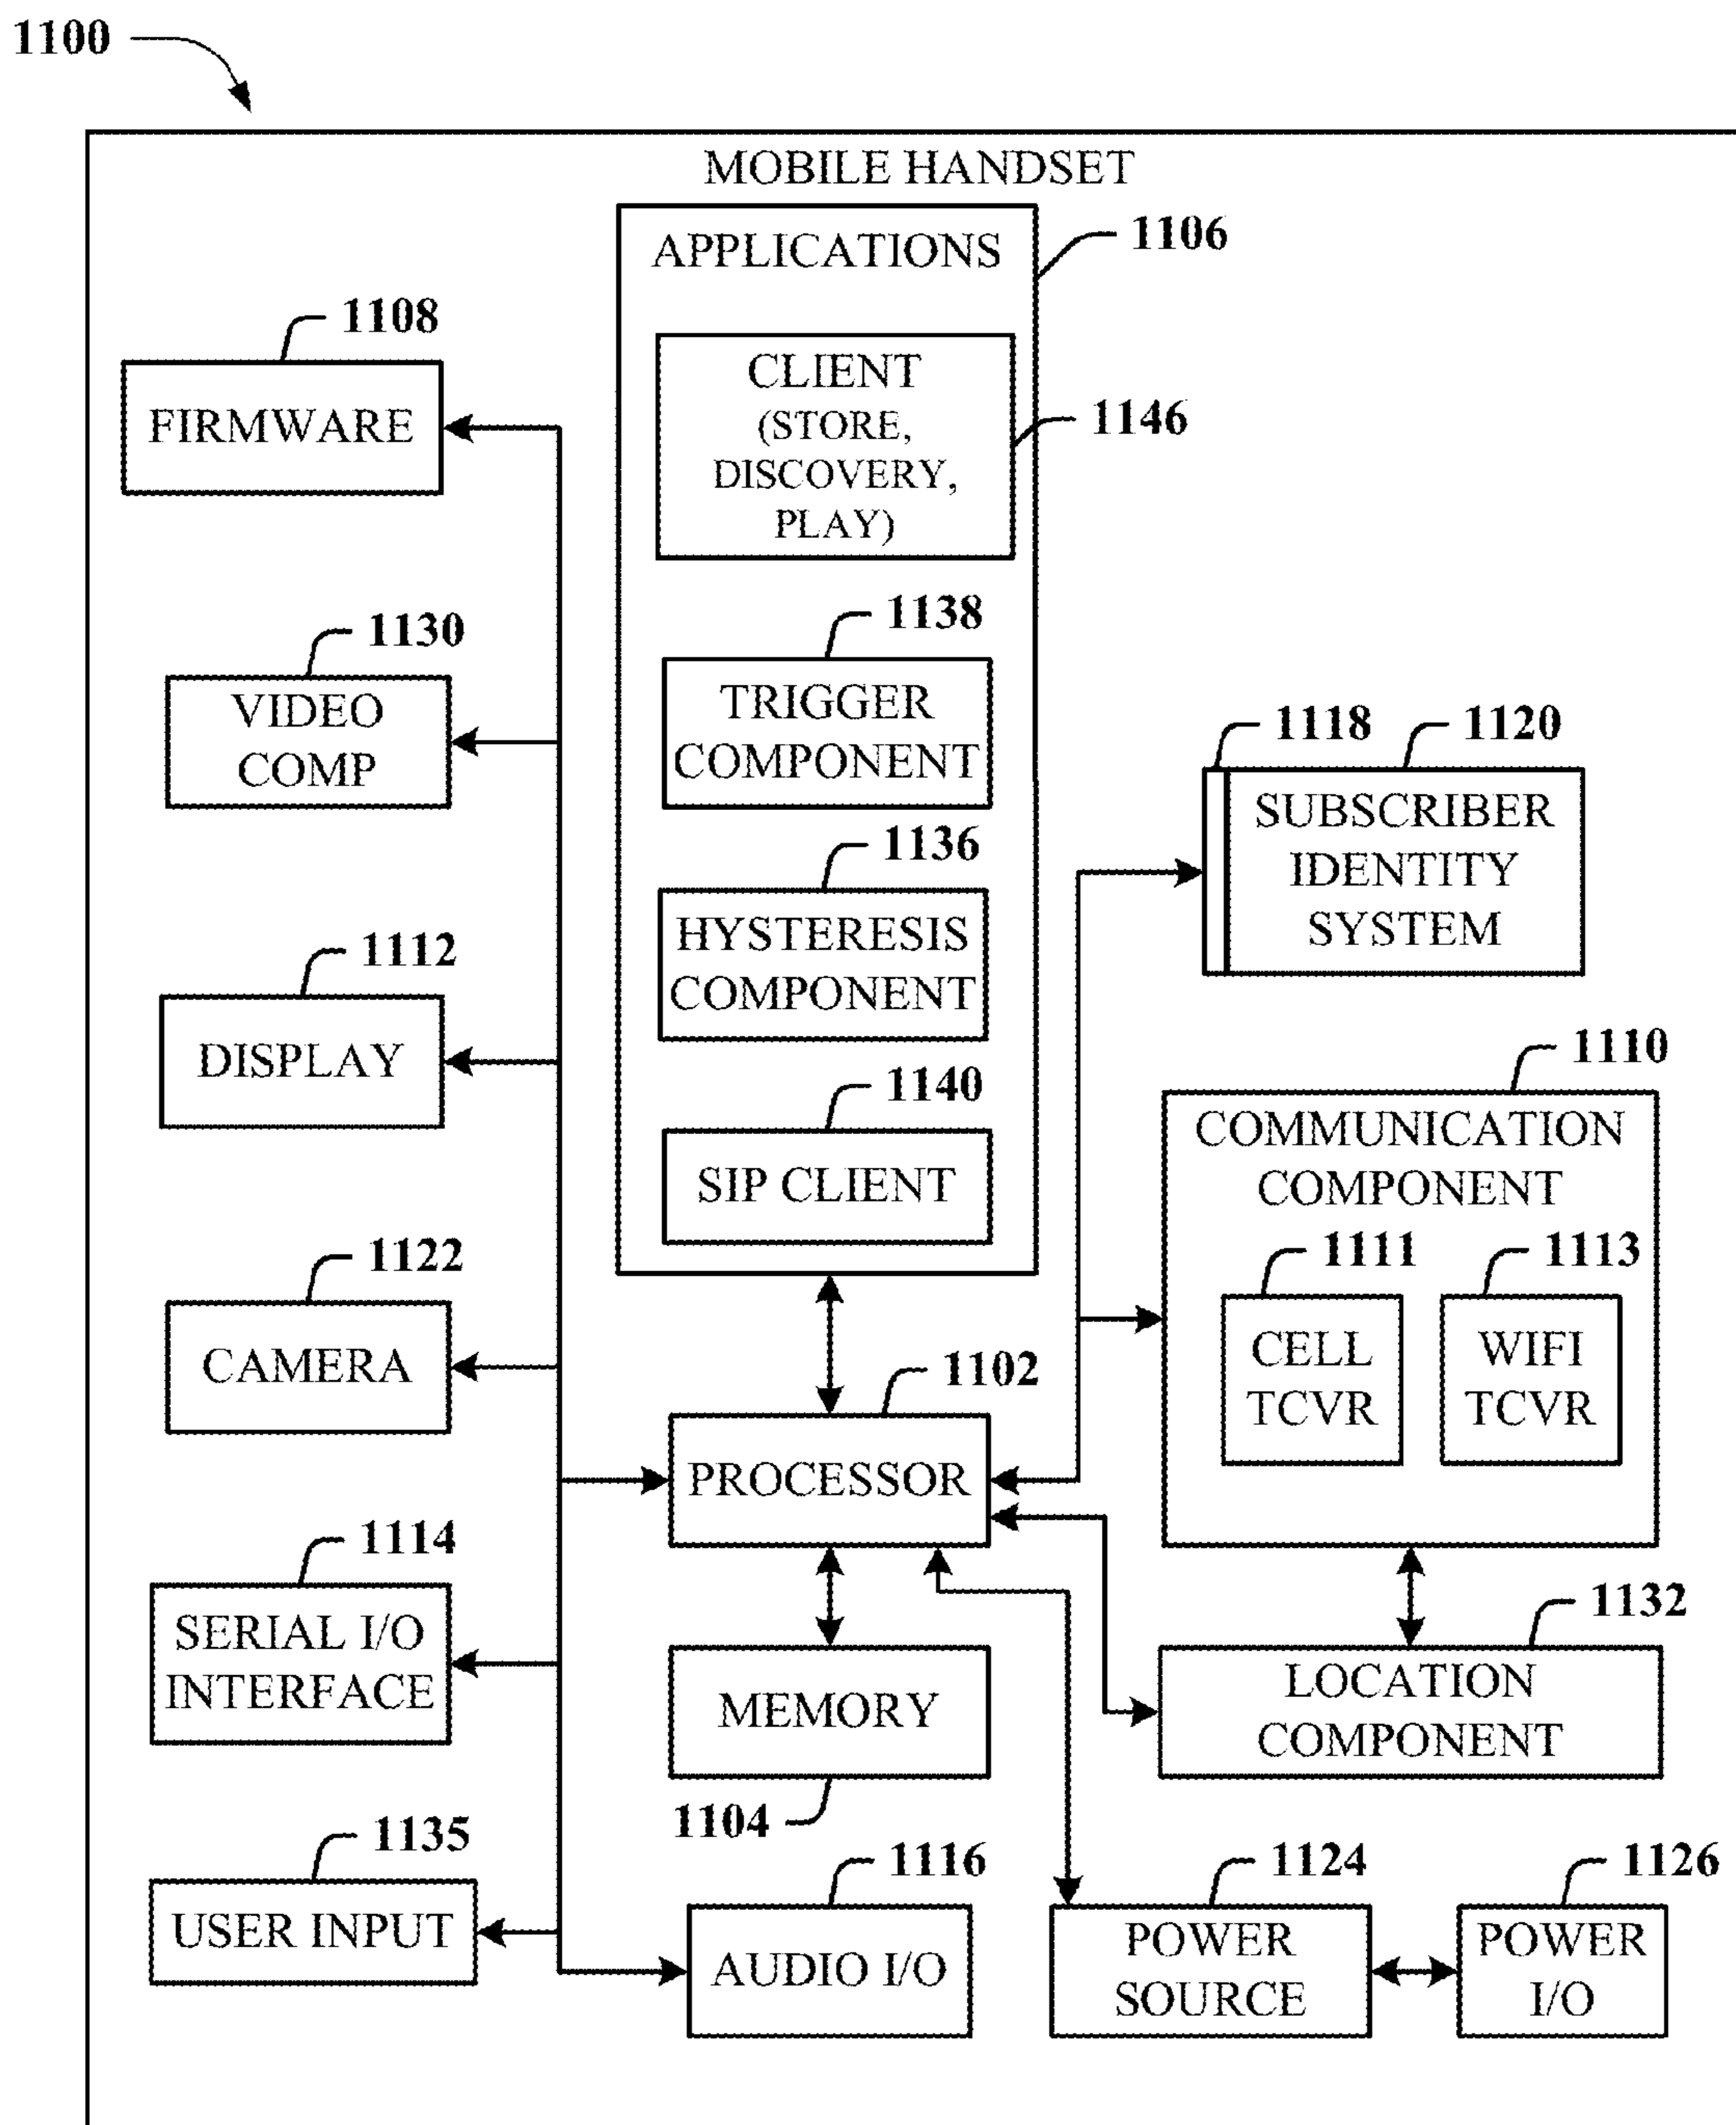 1100
MOBILE HANDSET
APPLICATIONS
1106
CLIENT
(STORE,
DISCOVERY,
PLAY)
1146
1108
FIRMWARE
1138
TRIGGER
COMPONENT
1130
VIDEO
COMP
1136
HYSTERESIS
COMPONENT
1118
1120
SUBSCRIBER
IDENTITY
SYSTEM
1112
DISPLAY
1140
SIP CLIENT
1110
COMMUNICATION
COMPONENT
1111
CELL
TCVR
1113
WIFI
TCVR
1122
CAMERA
1102
PROCESSOR
1114
SERIAL I/O
INTERFACE
MEMORY
1104
1132
LOCATION
COMPONENT
1135
USER INPUT
1116
AUDIO I/O
1124
POWER
SOURCE
1126
POWER
I/O